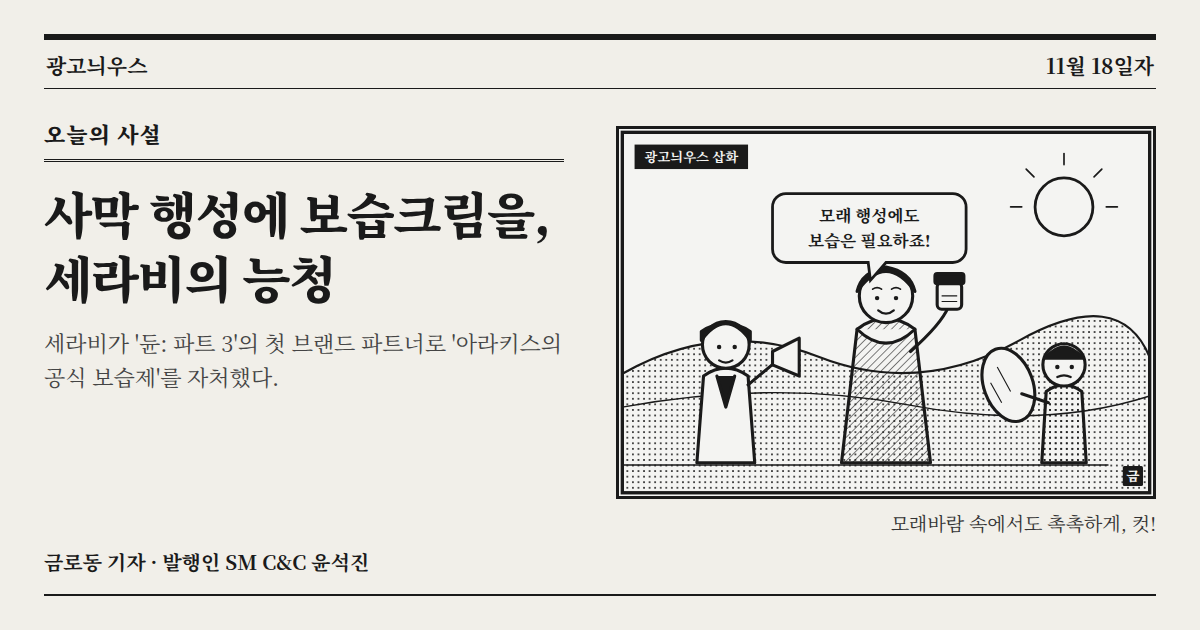 광고늬우스
11월 18일자
오늘의 사설
사막 행성에 보습크림을,
세라비의 능청
세라비가 '듄: 파트 3'의 첫 브랜드 파트너로 '아라키스의
공식 보습제'를 자처했다.
광고늬우스 삽화
모래 행성에도
보습은 필요하죠!
금
모래바람 속에서도 촉촉하게, 컷!
금로동 기자 · 발행인 SM C&C 윤석진